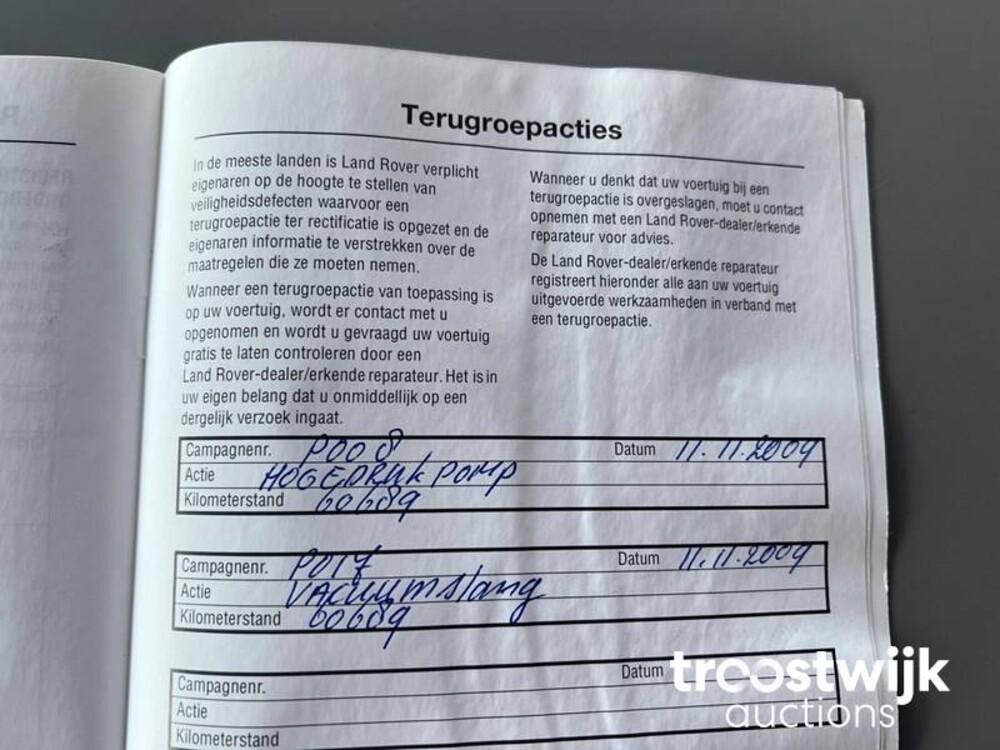 Terugroepacties
In de meeste landen is Land Rover verplicht
eigenaren op de hoogte te stellen van
veiligheidsdefecten waarvoor een
terugroepactie ter rectificatie is opgezet en de
eigenaren informatie te verstrekken over de
maatregelen die ze moeten nemen.
Wanneer een terugroepactie van toepassing is
op uw voertuig, wordt er contact met u
opgenomen en wordt u gevraagd uw voertuig
gratis te laten controleren door een
Land Rover-dealer/erkende reparateur. Het is in
uw eigen belang dat u onmiddellijk op een
dergelijk verzoek ingaat.
Wanneer u denkt dat uw voertuig bij een
terugroepactie is overgeslagen, moet u contact
opnemen met een Land Rover-dealer/erkende
reparateur voor advies.
De Land Rover-dealer/erkende reparateur
registreert hieronder alle aan uw voertuig
uitgevoerde werkzaamheden in verband met
een terugroepactie.
Campagnenr. P008 Datum 11.11.2009
Actie HOGEDRUK POMP
Kilometerstand 60689
Campagnenr. P017 Datum 11.11.2009
Actie VACUUMslang
Kilometerstand 60689
Campagnenr. Datum
Actie
Kilometerstand
troostwijk
auctions